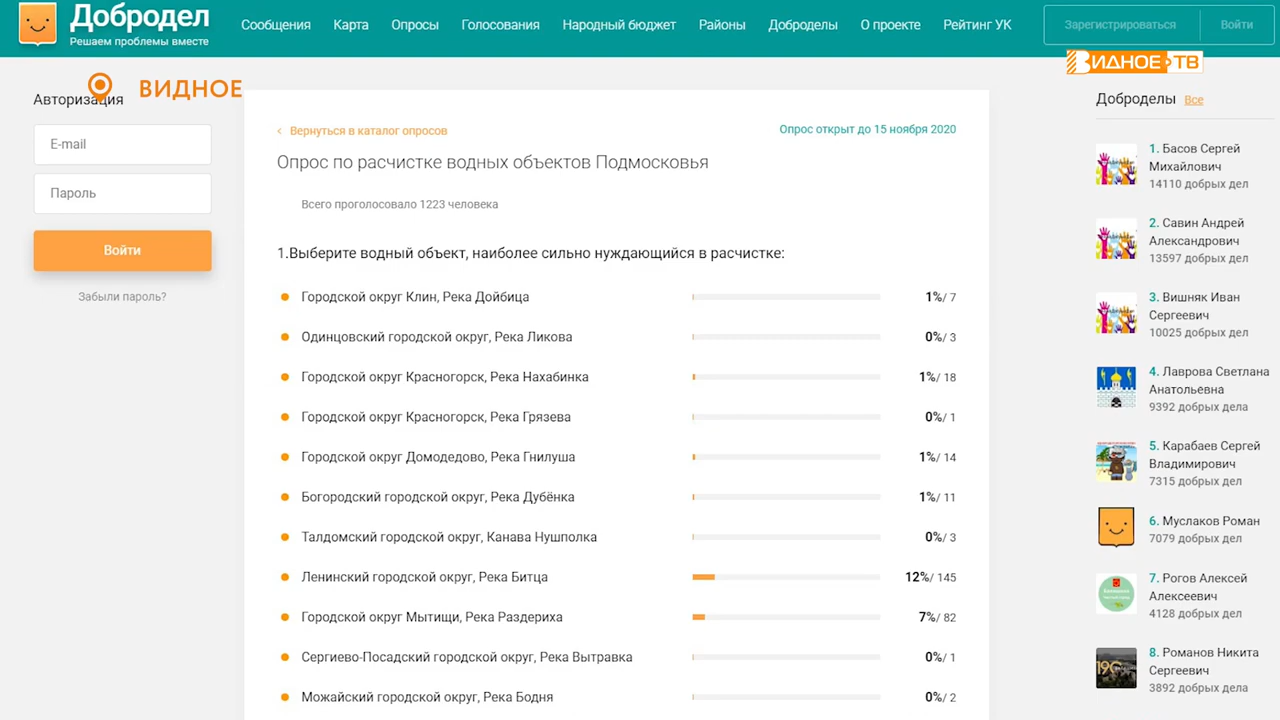 Добродел
Решаем проблемы вместе
Сообщения Карта Опросы Голосования Народный бюджет Районы Доброделы О проекте Рейтинг УК Зарегистрироваться Войти
ВИДНОЕ ТВ
ВИДНОЕ
Авторизация
E-mail
Пароль
Войти
Забыли пароль?
Вернуться в каталог опросов
Опрос открыт до 15 ноября 2020
Опрос по расчистке водных объектов Подмосковья
Всего проголосовало 1223 человека
1.Выберите водный объект, наиболее сильно нуждающийся в расчистке:
Городской округ Клин, Река Дойбица 1%/ 7
Одинцовский городской округ, Река Ликова 0%/ 3
Городской округ Красногорск, Река Нахабинка 1%/ 18
Городской округ Красногорск, Река Грязева 0%/ 1
Городской округ Домодедово, Река Гнилуша 1%/ 14
Богородский городской округ, Река Дубёнка 1%/ 11
Талдомский городской округ, Канава Нушполка 0%/ 3
Ленинский городской округ, Река Битца 12%/ 145
Городской округ Мытищи, Река Раздериха 7%/ 82
Сергиево-Посадский городской округ, Река Вытравка 0%/ 1
Можайский городской округ, Река Бодня 0%/ 2
Доброделы Все
1. Басов Сергей
Михайлович
14110 добрых дел
2. Савин Андрей
Александрович
13597 добрых дел
3. Вишняк Иван
Сергеевич
10025 добрых дел
4. Лаврова Светлана
Анатольевна
9392 добрых дела
5. Карабаев Сергей
Владимирович
7315 добрых дел
6. Муслаков Роман
7079 добрых дел
7. Рогов Алексей
Алексеевич
4128 добрых дел
8. Романов Никита
Сергеевич
3892 добрых дела